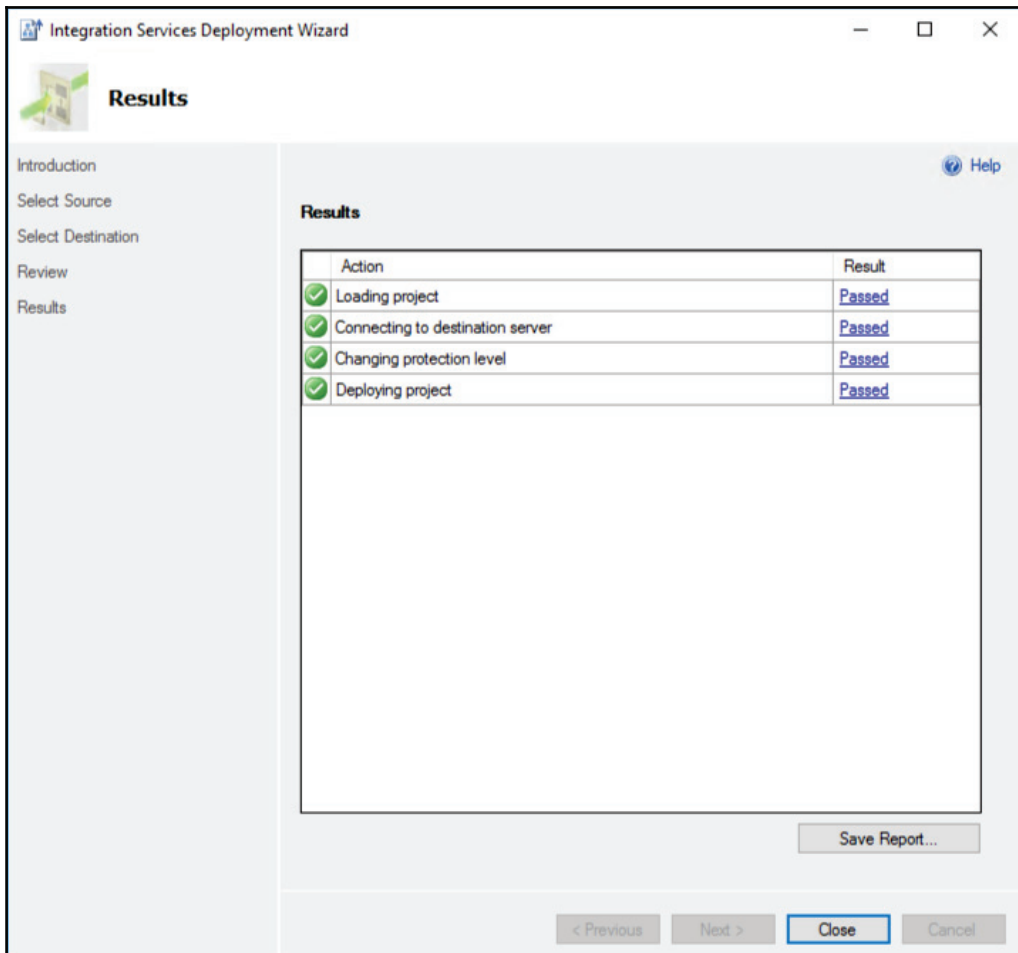 Integration Services Deployment Wizard
Results
Introduction
Select Source
Select Destination
Review
Results
Help
Results
Action Result
Loading project Passed
Connecting to destination server Passed
Changing protection level Passed
Deploying project Passed
Save Report...
< Previous Next > Close Cancel